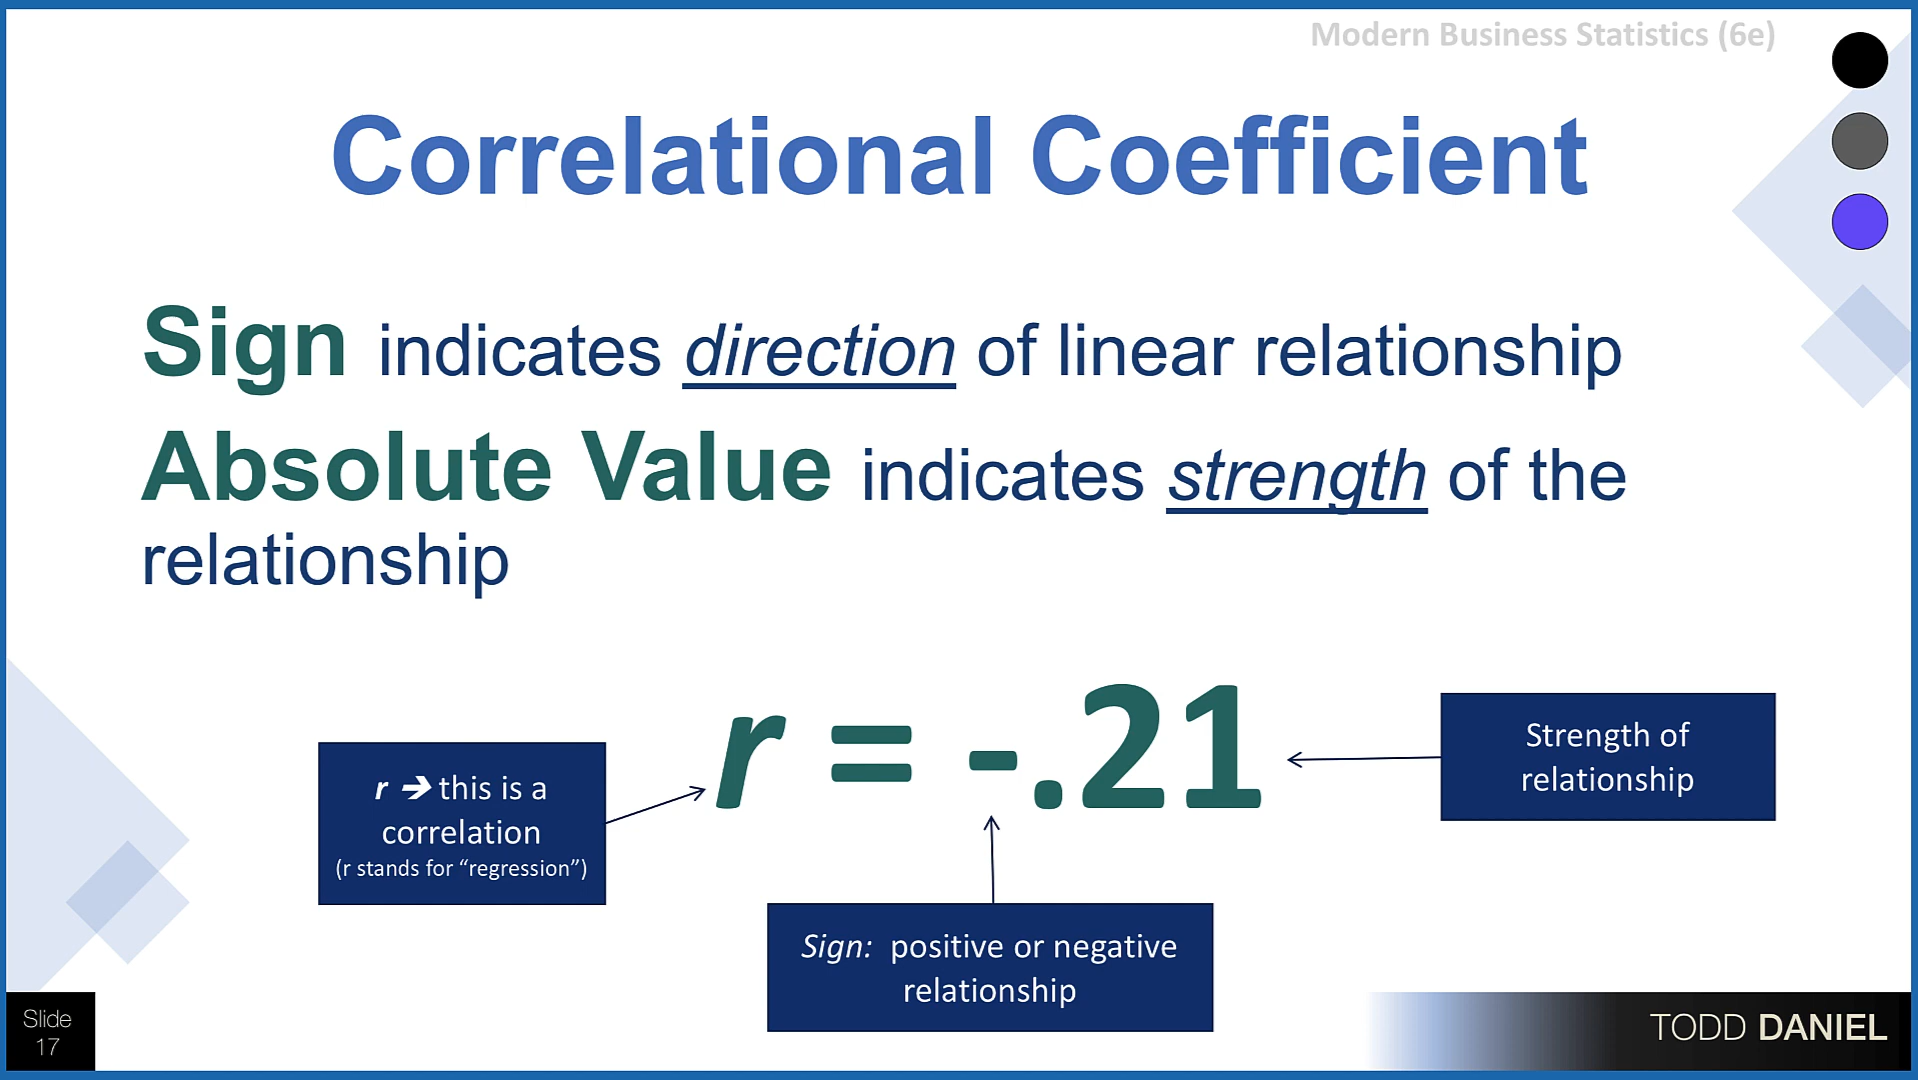 Modern Business Statistics (6e)
Correlational Coefficient
Sign indicates direction of linear relationship
Absolute Value indicates strength of the
relationship
r = -.21
r → this is a
correlation
(r stands for “regression”)
Strength of
relationship
Sign: positive or negative
relationship
Slide
17
TODD DANIEL